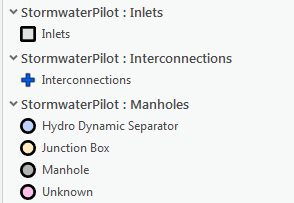 StormwaterPilot : Inlets
Inlets
StormwaterPilot : Interconnections
Interconnections
StormwaterPilot : Manholes
Hydro Dynamic Separator
Junction Box
Manhole
Unknown